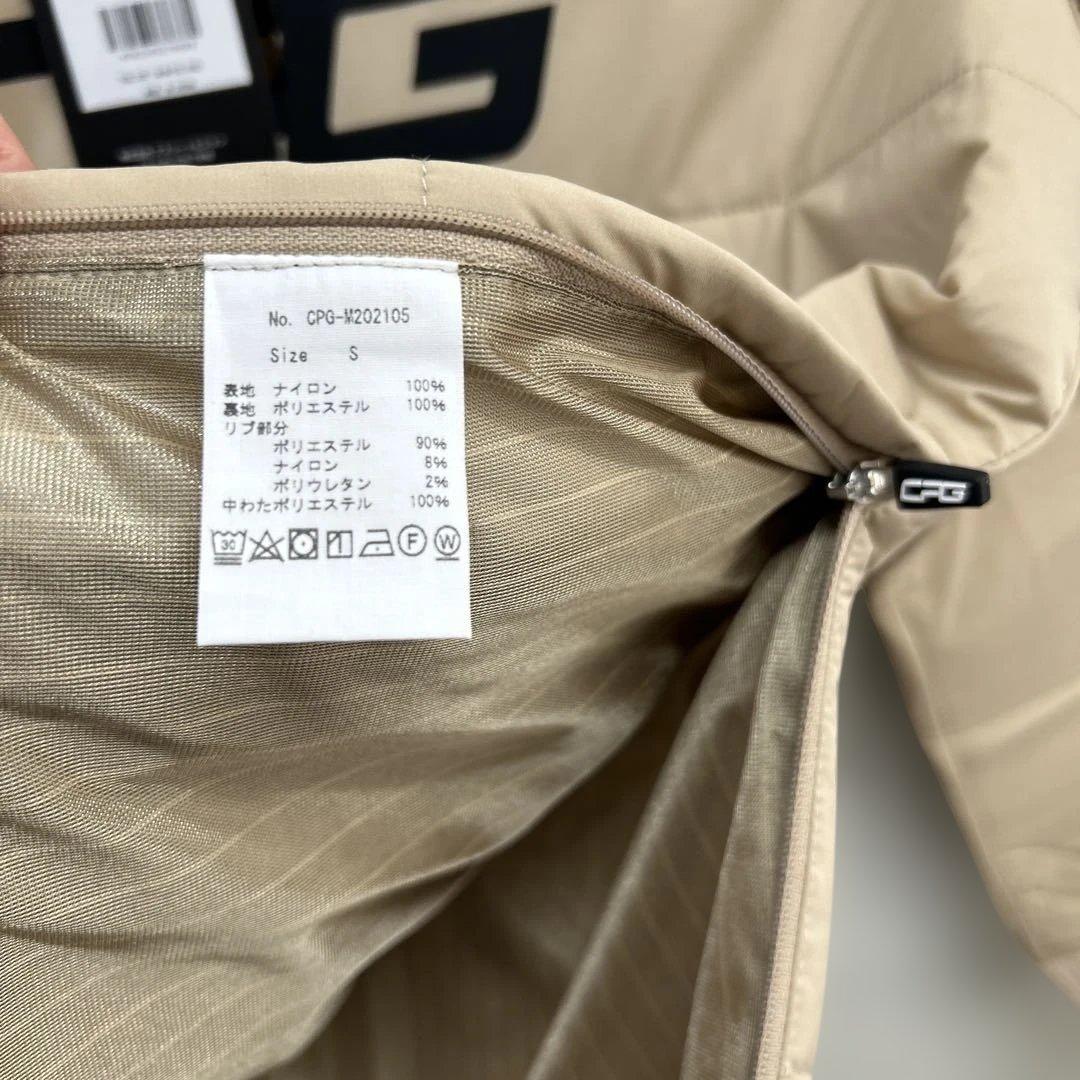 G
No. CPG-M202105
Size S
表地 ナイロン 100%
裏地 ポリエステル 100%
リブ部分
ポリエステル 90%
ナイロン 8%
ポリウレタン 2%
中わたポリエステル 100%
30
F
W
CPG